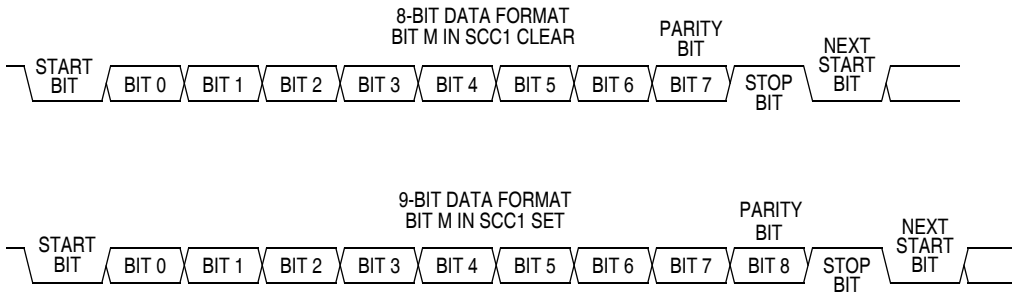 8-BIT DATA FORMAT
BIT M IN SCC1 CLEAR
PARITY
BIT
START
BIT
BIT 0
BIT 1
BIT 2
BIT 3
BIT 4
BIT 5
BIT 6
BIT 7
STOP
BIT
NEXT
START
BIT
9-BIT DATA FORMAT
BIT M IN SCC1 SET
PARITY
BIT
START
BIT
BIT 0
BIT 1
BIT 2
BIT 3
BIT 4
BIT 5
BIT 6
BIT 7
BIT 8
STOP
BIT
NEXT
START
BIT